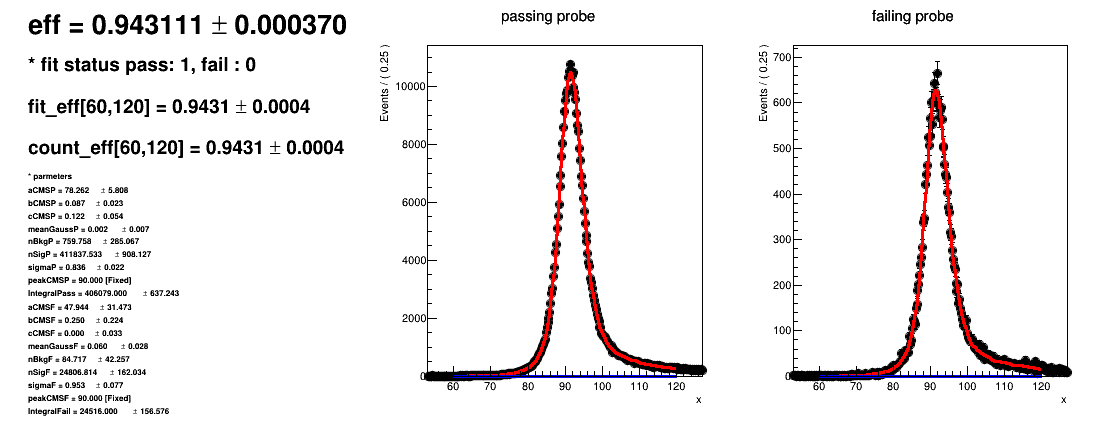 eff = 0.943111 ± 0.000370
* fit status pass: 1, fail : 0
fit_eff[60,120] = 0.9431 ± 0.0004
count_eff[60,120] = 0.9431 ± 0.0004
* parmeters
aCMSP = 78.262 ± 5.808
bCMSP = 0.087 ± 0.023
cCMSP = 0.122 ± 0.054
meanGaussP = 0.002 ± 0.007
nBkgP = 759.758 ± 285.067
nSigP = 411837.533 ± 908.127
sigmaP = 0.836 ± 0.022
peakCMSP = 90.000 [Fixed]
IntegralPass = 406079.000 ± 637.243
aCMSF = 47.944 ± 31.473
bCMSF = 0.250 ± 0.224
cCMSF = 0.000 ± 0.033
meanGaussF = 0.060 ± 0.028
nBkgF = 84.717 ± 42.257
nSigF = 24806.814 ± 162.034
sigmaF = 0.953 ± 0.077
peakCMSF = 90.000 [Fixed]
IntegralFail = 24516.000 ± 156.576
passing probe
Events / ( 0.25 )
10000
8000
6000
4000
2000
0
60 70 80 90 100 110 120
x
failing probe
Events / ( 0.25 )
700
600
500
400
300
200
100
0
60 70 80 90 100 110 120
x